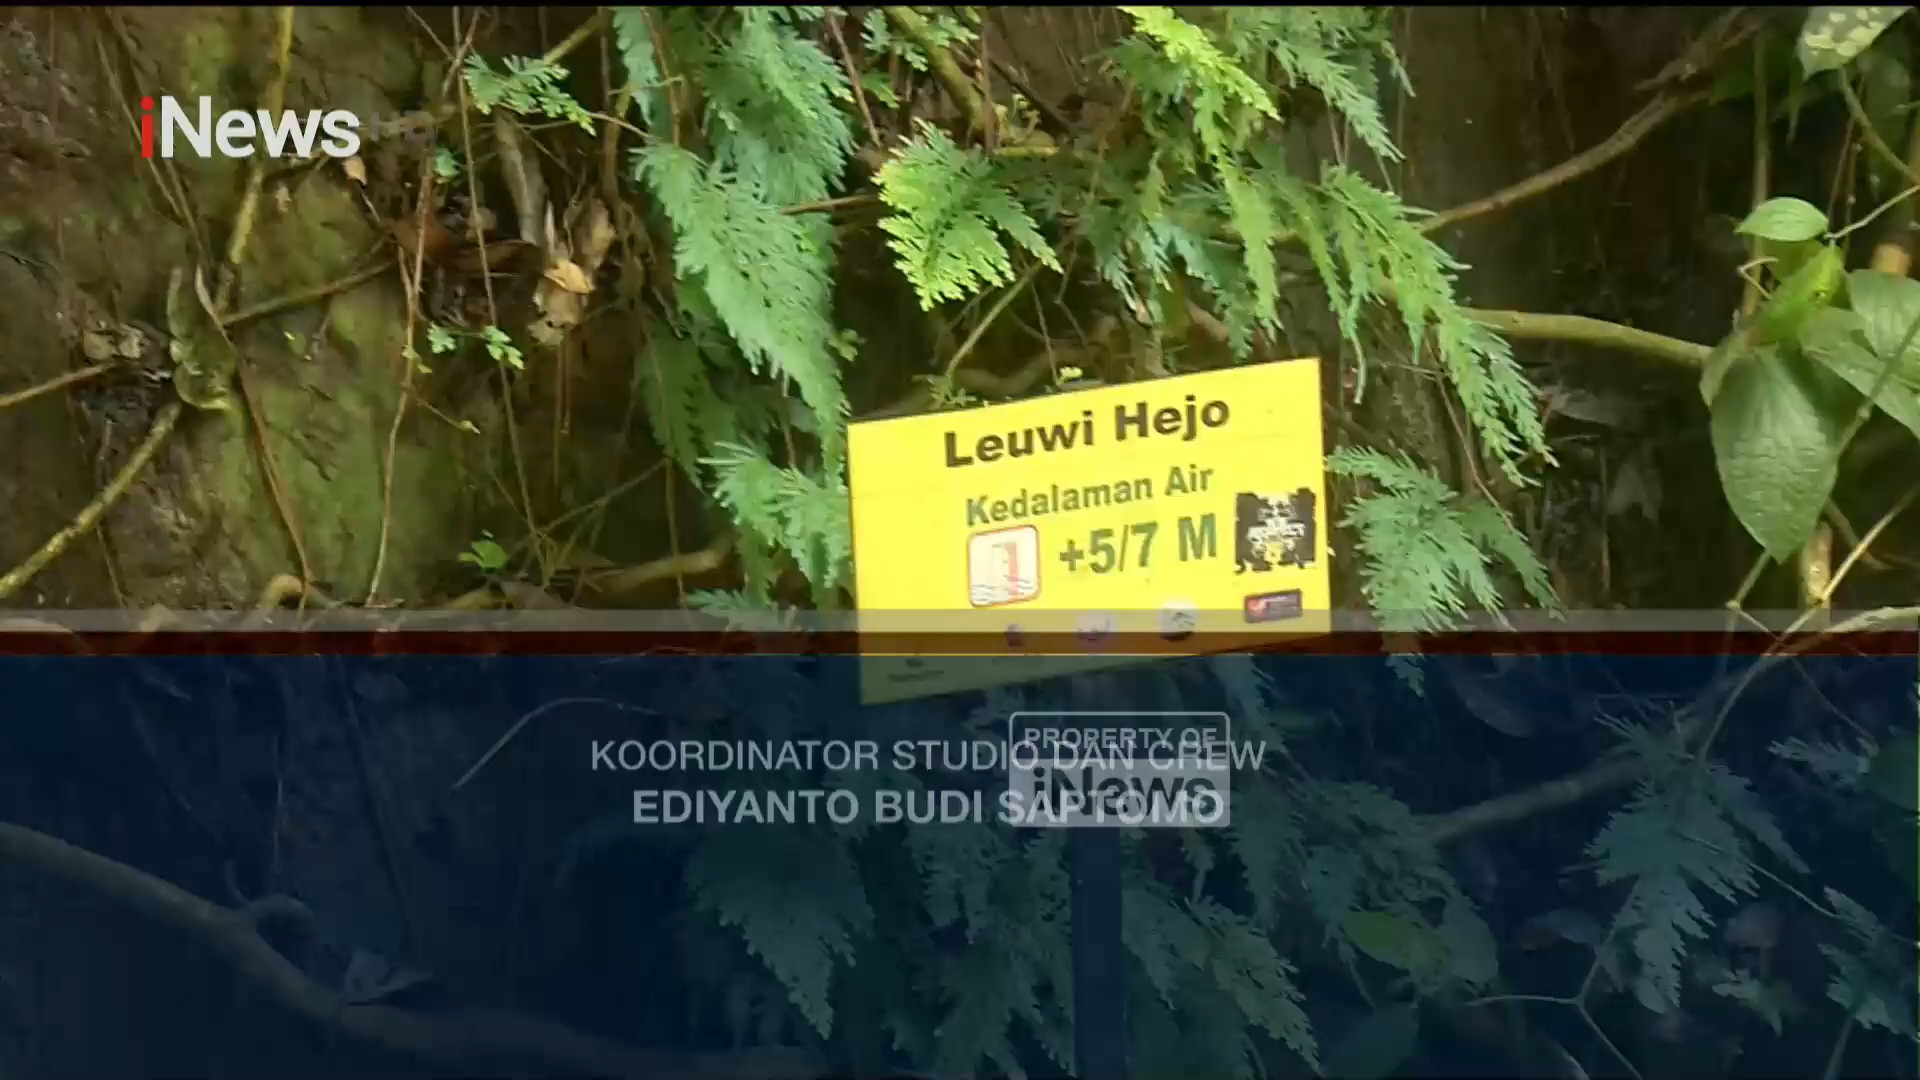 iNews
Leuwi Hejo
Kedalaman Air
+5/7 M
PROPERTY OF
iNews
KOORDINATOR STUDIO DAN CREW
EDIYANTO BUDI SAPTOMO